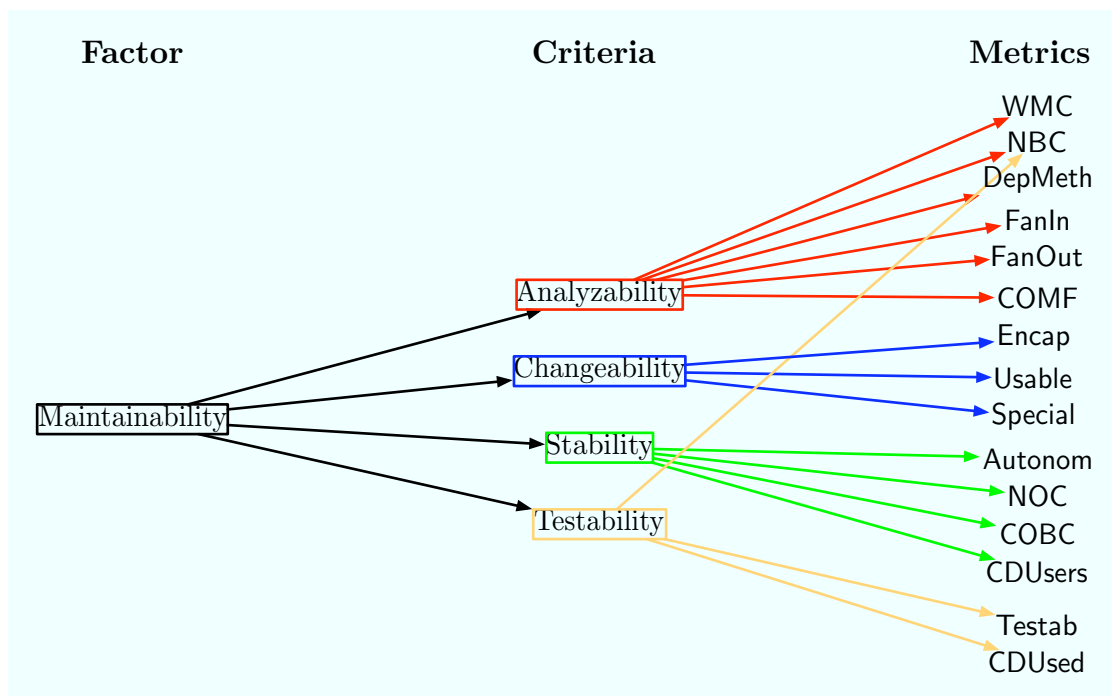 Factor
Criteria
Metrics
WMC
NBC
DepMeth
FanIn
FanOut
Analyzability
COMF
Encap
Changeability
Usable
Special
Maintainability
Stability
Autonom
NOC
Testability
COBC
CDUsers
Testab
CDUsed